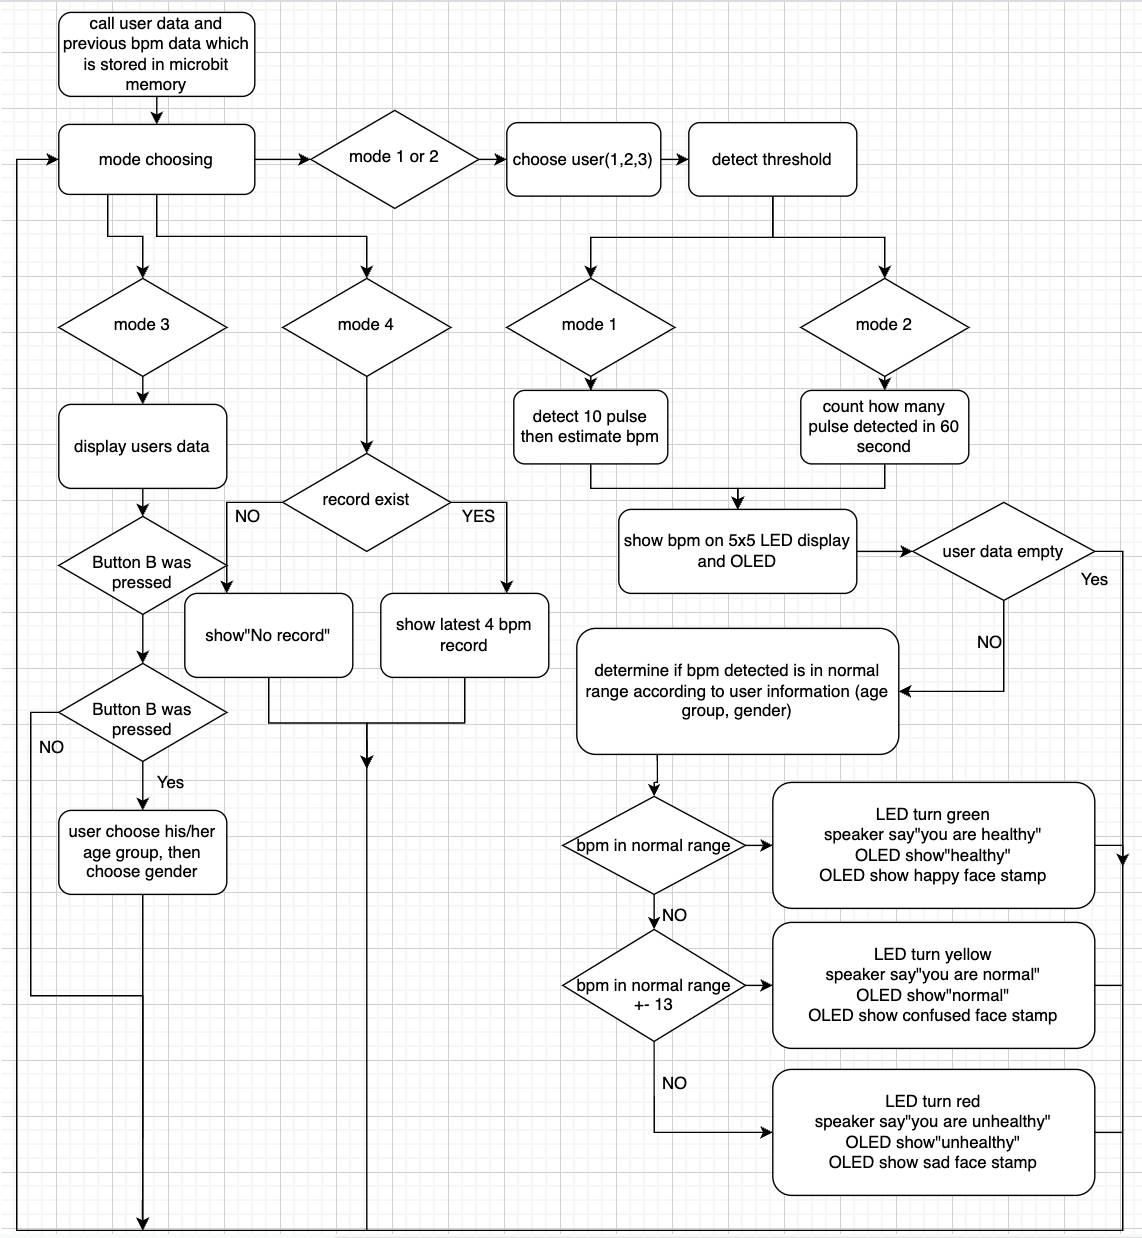 call user data and
previous bpm data which
is stored in microbit
memory
mode choosing
mode 1 or 2
choose user(1,2,3)
detect threshold
mode 3
mode 4
mode 1
mode 2
display users data
detect 10 pulse
then estimate bpm
count how many
pulse detected in 60
second
record exist
NO
YES
Button B was
pressed
show bpm on 5x5 LED display
and OLED
user data empty
Yes
NO
show"No record"
show latest 4 bpm
record
determine if bpm detected is in normal
range according to user information (age
group, gender)
Button B was
pressed
NO
Yes
user choose his/her
age group, then
choose gender
bpm in normal range
LED turn green
speaker say"you are healthy"
OLED show"healthy"
OLED show happy face stamp
NO
bpm in normal range
+- 13
LED turn yellow
speaker say"you are normal"
OLED show"normal"
OLED show confused face stamp
NO
LED turn red
speaker say"you are unhealthy"
OLED show"unhealthy"
OLED show sad face stamp